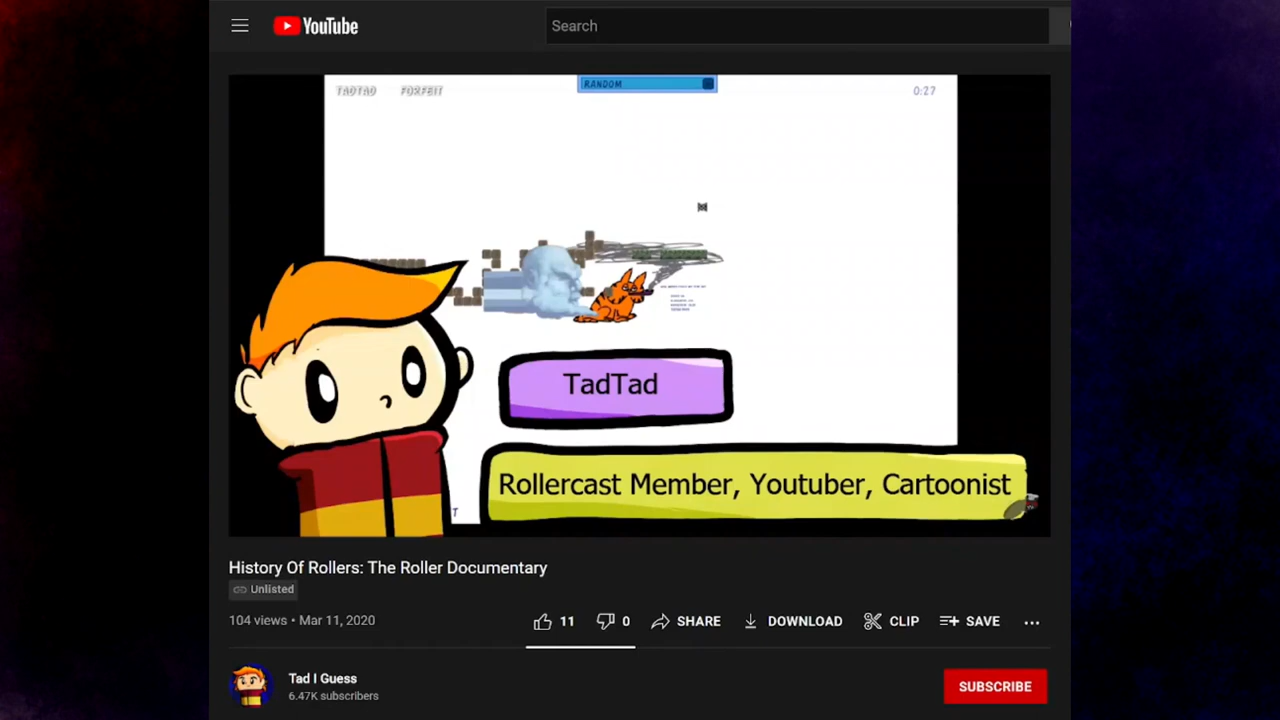 YouTube
Search
TADTAD FORFEIT
RANDOM
0:27
TadTad
Rollercast Member, Youtuber, Cartoonist
T
History Of Rollers: The Roller Documentary
Unlisted
104 views • Mar 11, 2020
11 0 SHARE DOWNLOAD CLIP SAVE
Tad I Guess
6.47K subscribers
SUBSCRIBE